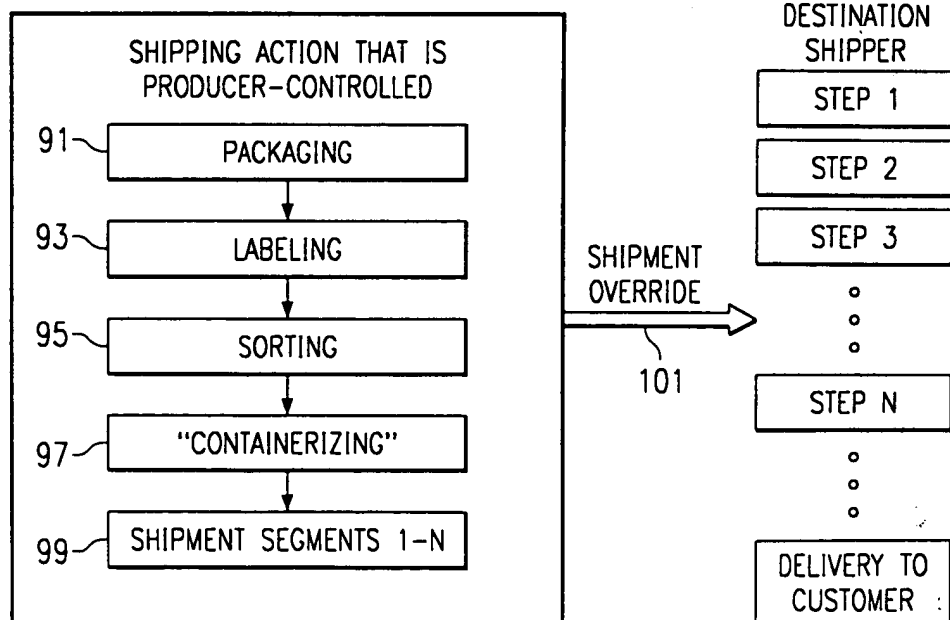 SHIPPING ACTION THAT IS
PRODUCER-CONTROLLED
91
PACKAGING
93
LABELING
95
SORTING
97
"CONTAINERIZING"
99
SHIPMENT SEGMENTS 1-N
SHIPMENT
OVERRIDE
101
DESTINATION
SHIPPER
STEP 1
STEP 2
STEP 3
STEP N
DELIVERY TO
CUSTOMER